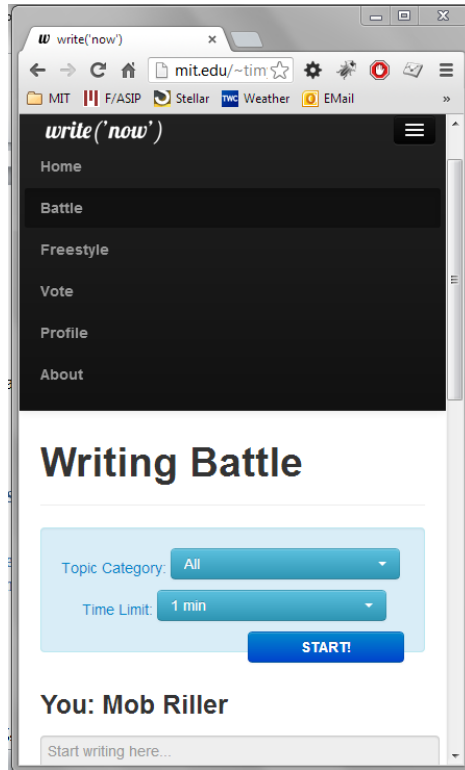 write('now')
mit.edu/~tim
MIT F/ASIP Stellar TWC Weather EMail »
write('now')
Home
Battle
Freestyle
Vote
Profile
About
Writing Battle
Topic Category: All
Time Limit: 1 min
START!
You: Mob Riller
Start writing here...